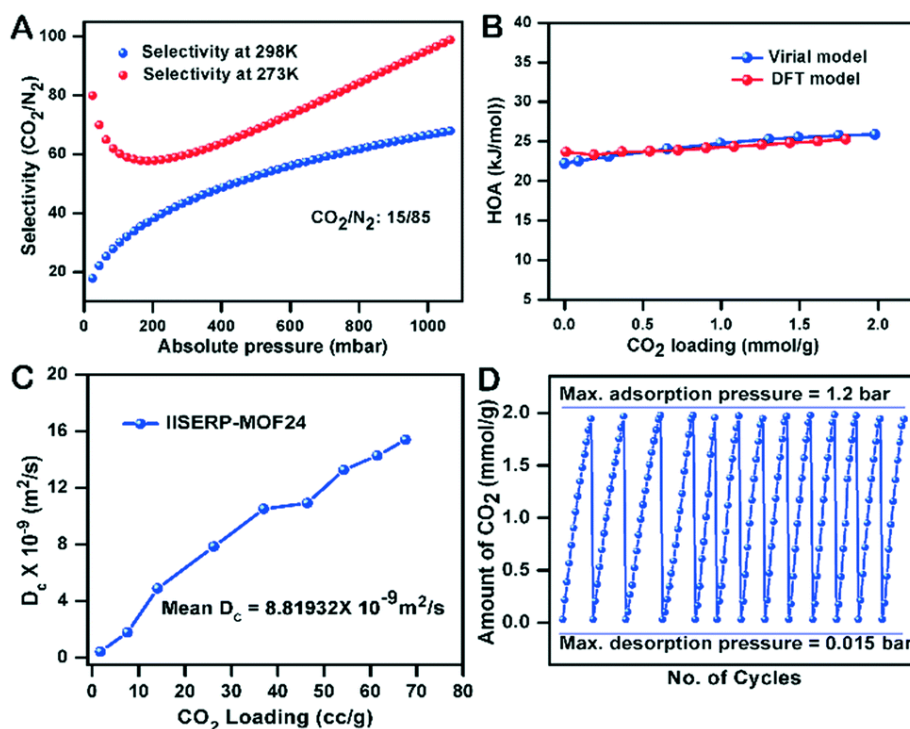 A
Selectivity at 298K
Selectivity at 273K
CO₂/N₂: 15/85
Selectivity (CO₂/N₂)
100
80
60
40
20
0 200 400 600 800 1000
Absolute pressure (mbar)
B
Virial model
DFT model
HOA (kJ/mol))
40
35
30
25
20
15
10
5
0.0 0.5 1.0 1.5 2.0
CO₂ loading (mmol/g)
C
IISERP-MOF24
Mean D_c = 8.81932X 10⁻⁹m²/s
D_c X 10⁻⁹ (m²/s)
20
16
12
8
4
0
0 10 20 30 40 50 60 70 80
CO₂ Loading (cc/g)
D
Max. adsorption pressure = 1.2 bar
Max. desorption pressure = 0.015 bar
Amount of CO₂ (mmol/g)
2.0
1.5
1.0
0.5
0.0
No. of Cycles